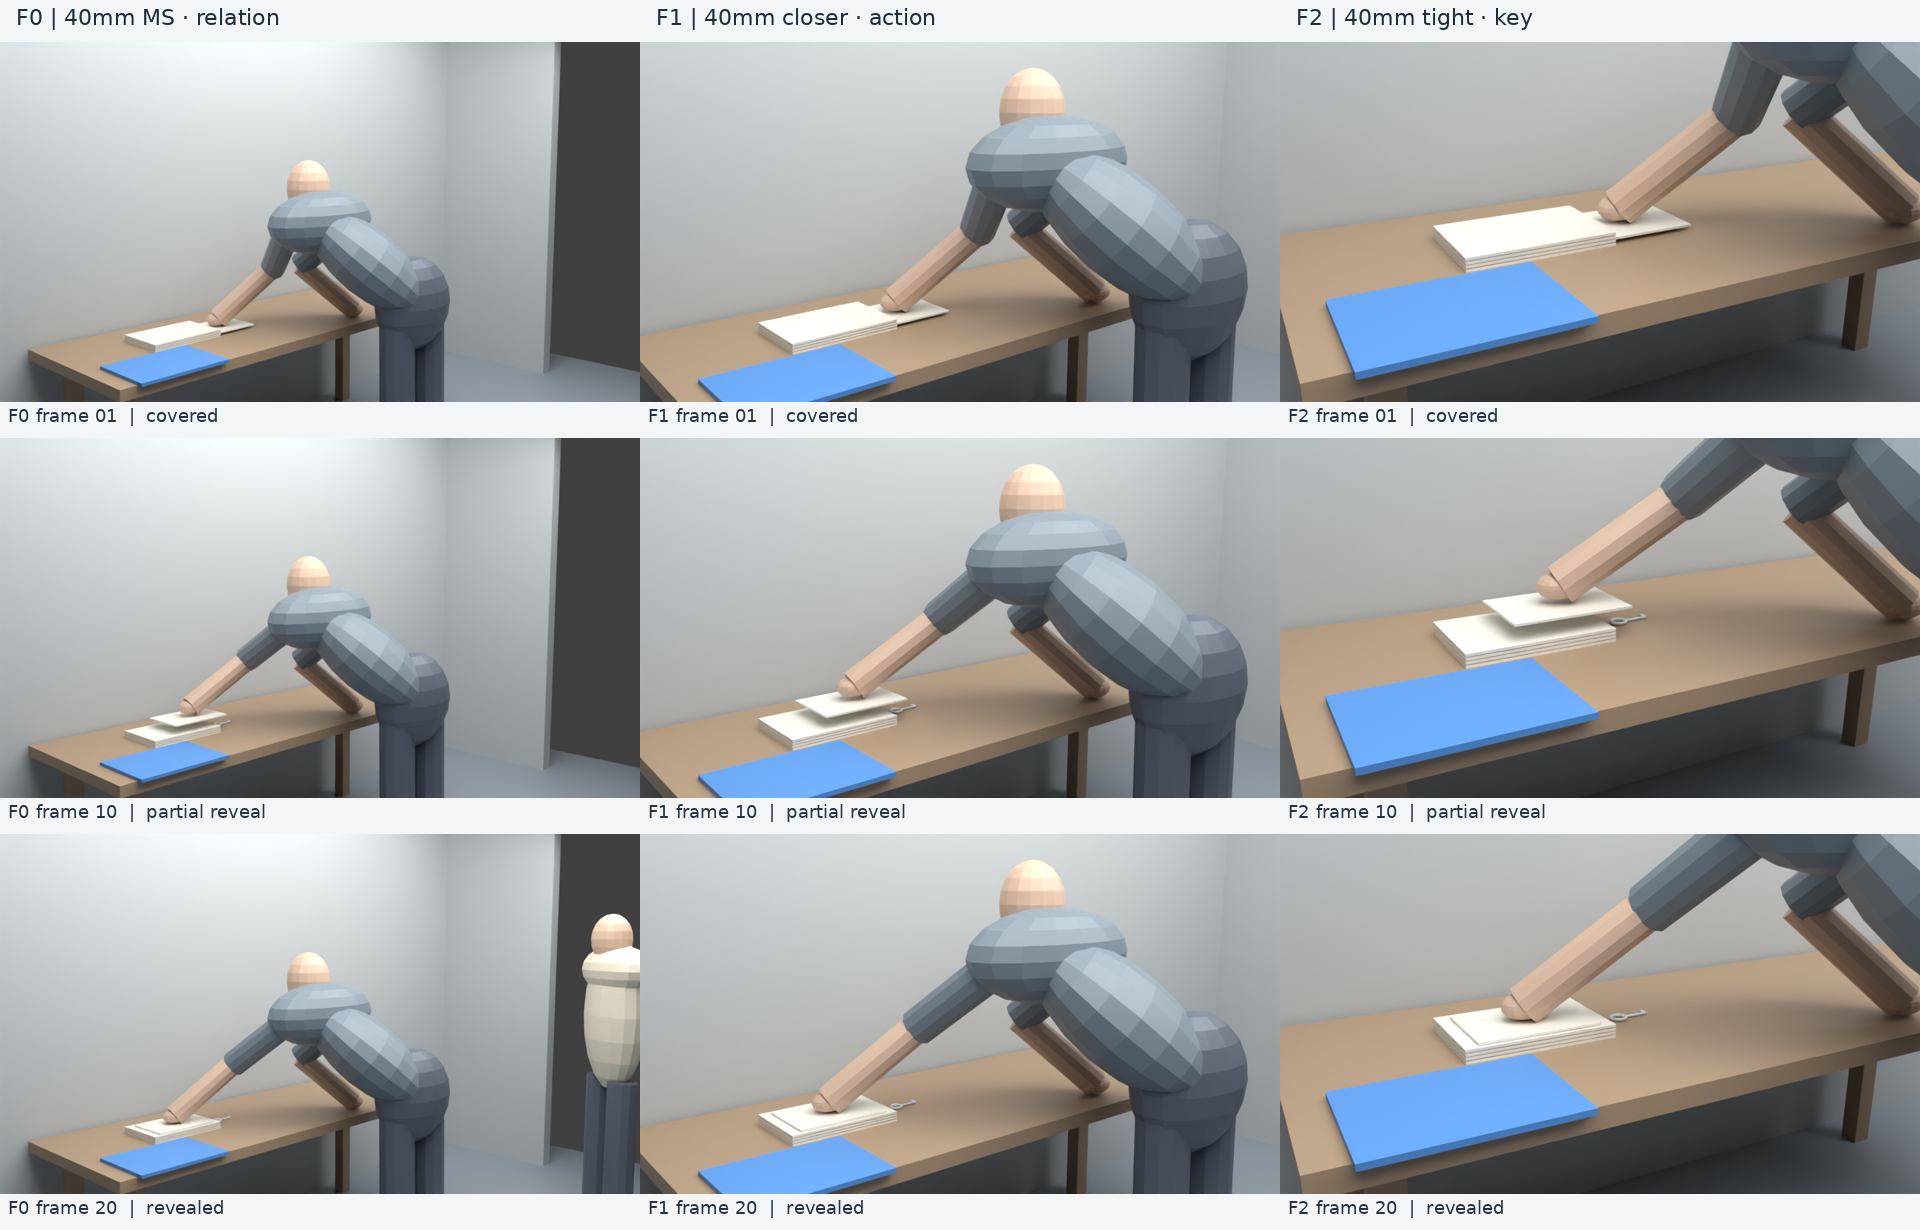 F0 | 40mm MS · relation
F1 | 40mm closer · action
F2 | 40mm tight · key
F0 frame 01 | covered
F1 frame 01 | covered
F2 frame 01 | covered
F0 frame 10 | partial reveal
F1 frame 10 | partial reveal
F2 frame 10 | partial reveal
F0 frame 20 | revealed
F1 frame 20 | revealed
F2 frame 20 | revealed